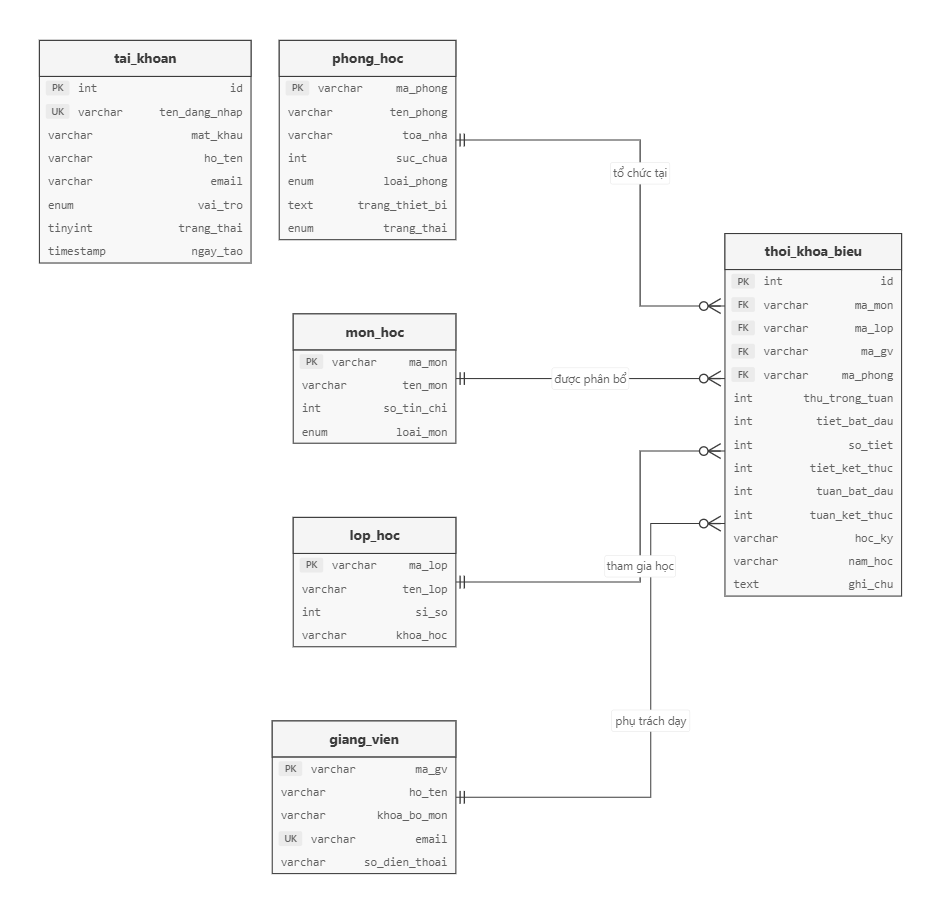 tai_khoan
PK int id
UK varchar ten_dang_nhap
varchar mat_khau
varchar ho_ten
varchar email
enum vai_tro
tinyint trang_thai
timestamp ngay_tao
phong_hoc
PK varchar ma_phong
varchar ten_phong
varchar toa_nha
int suc_chua
enum loai_phong
text trang_thiet_bi
enum trang_thai
tổ chức tại
mon_hoc
PK varchar ma_mon
varchar ten_mon
int so_tin_chi
enum loai_mon
được phân bổ
lop_hoc
PK varchar ma_lop
varchar ten_lop
int si_so
varchar khoa_hoc
tham gia học
giang_vien
PK varchar ma_gv
varchar ho_ten
varchar khoa_bo_mon
UK varchar email
varchar so_dien_thoai
phụ trách dạy
thoi_khoa_bieu
PK int id
FK varchar ma_mon
FK varchar ma_lop
FK varchar ma_gv
FK varchar ma_phong
int thu_trong_tuan
int tiet_bat_dau
int so_tiet
int tiet_ket_thuc
int tuan_bat_dau
int tuan_ket_thuc
varchar hoc_ky
varchar nam_hoc
text ghi_chu